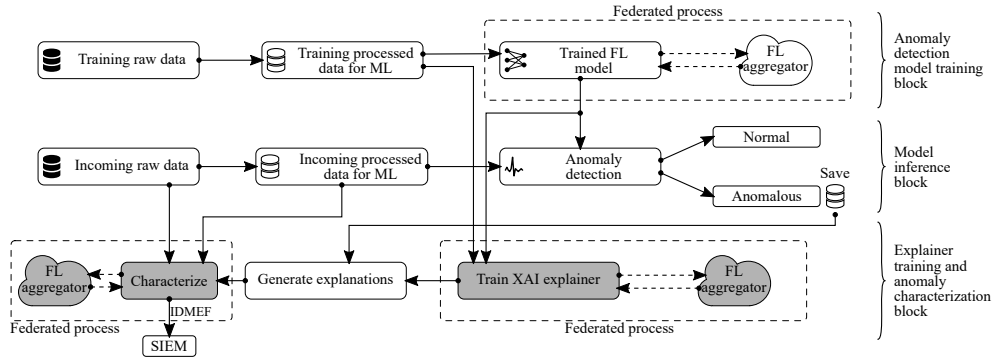 Federated process
Training raw data
Training processed
data for ML
Trained FL
model
FL
aggregator
Anomaly
detection
model training
block
Incoming raw data
Incoming processed
data for ML
Anomaly
detection
Normal
Anomalous
Save
Model
inference
block
FL
aggregator
Characterize
Generate explanations
Train XAI explainer
FL
aggregator
Explainer
training and
anomaly
characterization
block
IDMEF
Federated process
Federated process
SIEM